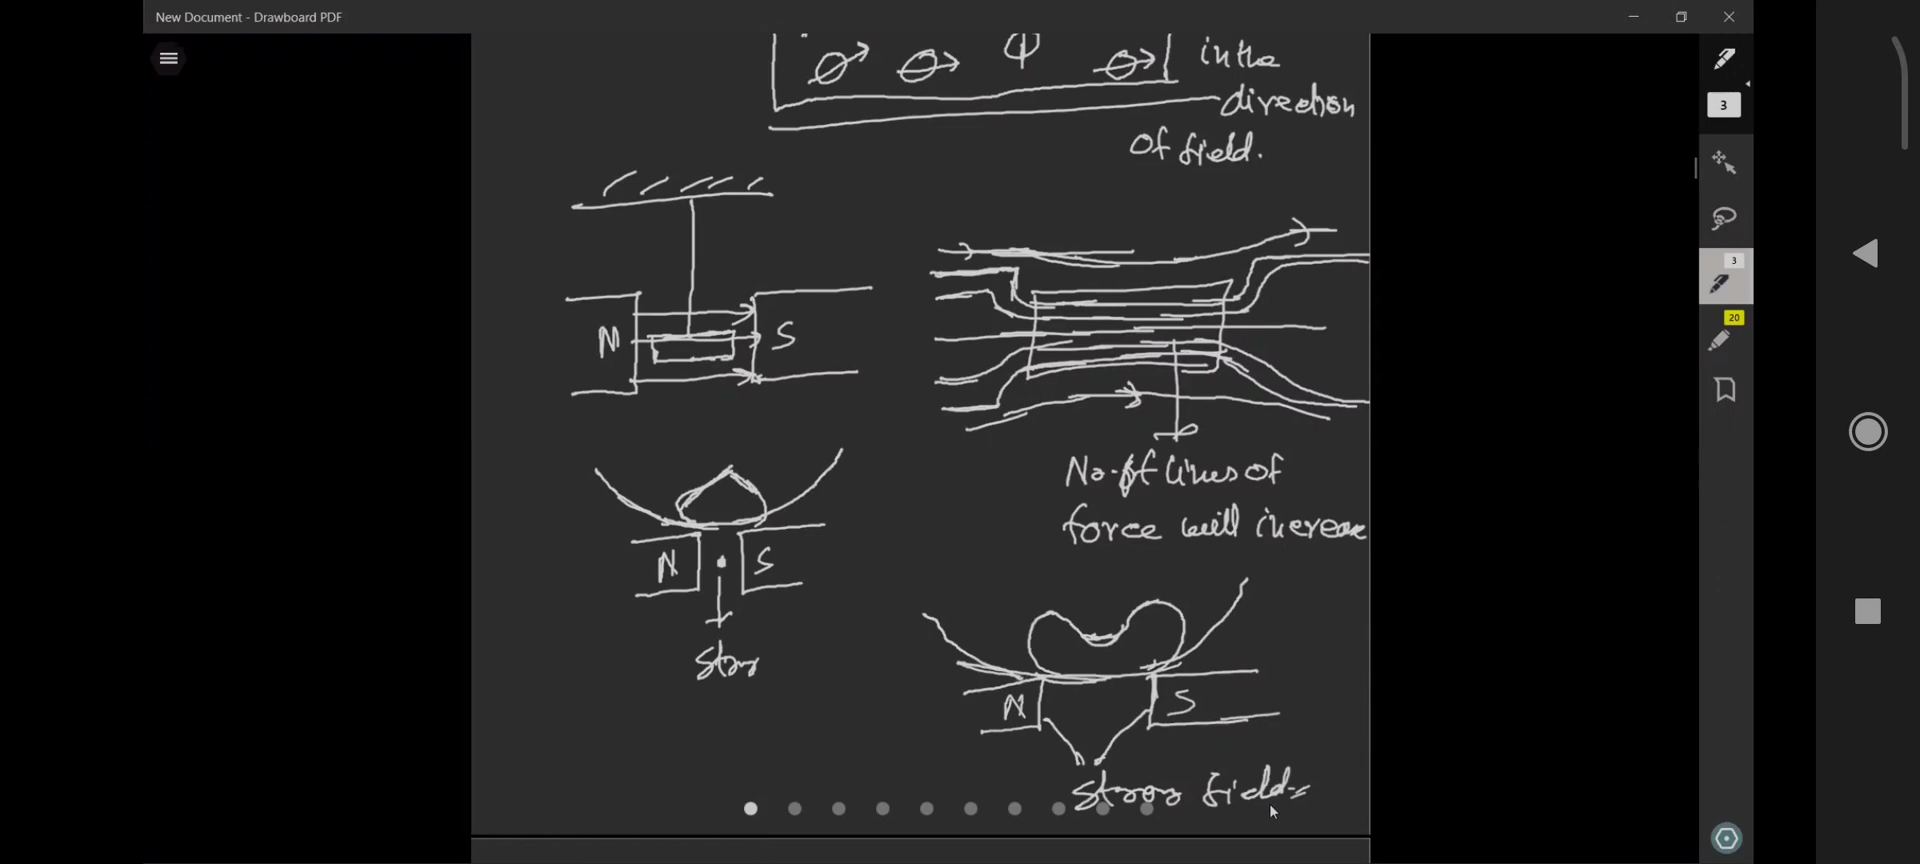 New Document - Drawboard PDF
in the
direction
of field.
3
3
20
N
S
N
S
No. of lines of
force will increase
strong
N
S
strong field